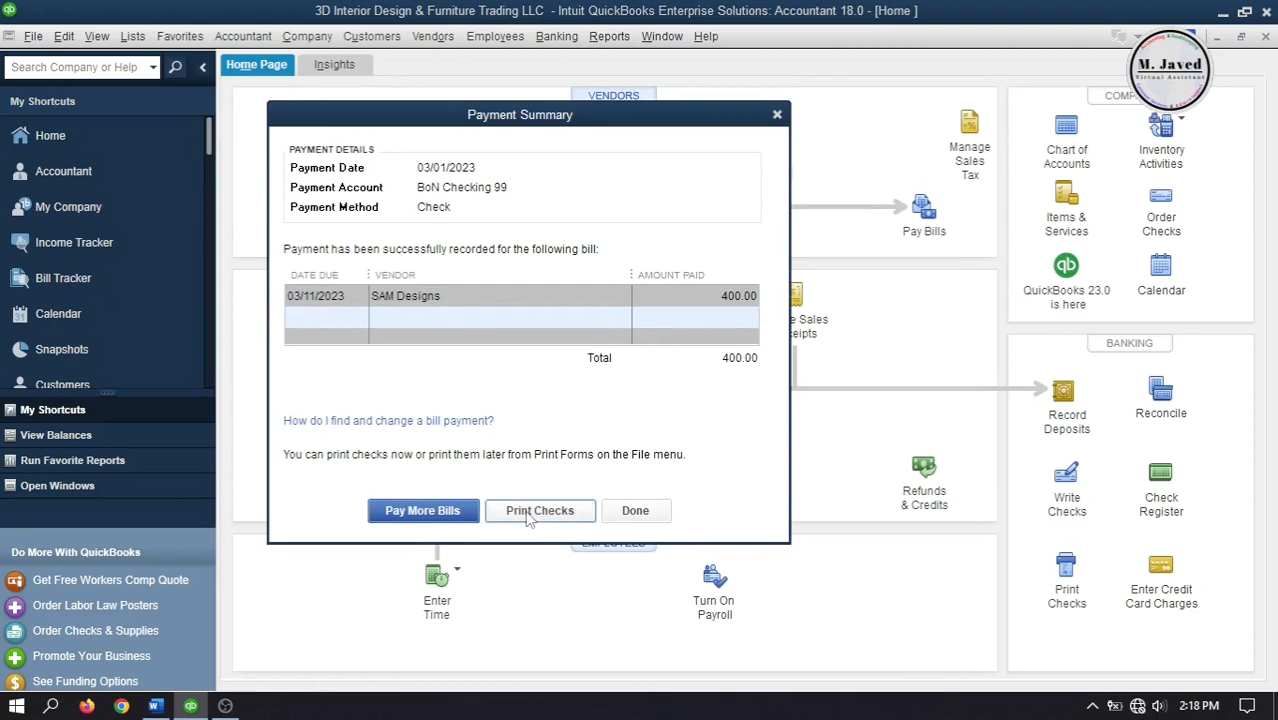 3D Interior Design & Furniture Trading LLC - Intuit QuickBooks Enterprise Solutions: Accountant 18.0 - [Home ]
File Edit View Lists Favorites Accountant Company Customers Vendors Employees Banking Reports Window Help
Search Company or Help
Home Page
Insights
M. Javed
Virtual Assistant
My Shortcuts
Home
Accountant
My Company
Income Tracker
Bill Tracker
Calendar
Snapshots
Customers
My Shortcuts
View Balances
Run Favorite Reports
Open Windows
Do More With QuickBooks
Get Free Workers Comp Quote
Order Labor Law Posters
Order Checks & Supplies
Promote Your Business
See Funding Options
VENDORS
Payment Summary
PAYMENT DETAILS
Payment Date 03/01/2023
Payment Account BoN Checking 99
Payment Method Check
Payment has been successfully recorded for the following bill:
DATE DUE VENDOR AMOUNT PAID
03/11/2023 SAM Designs 400.00
Total 400.00
How do I find and change a bill payment?
You can print checks now or print them later from Print Forms on the File menu.
Pay More Bills
Print Checks
Done
Manage
Sales
Tax
Pay Bills
Refunds
& Credits
EMPLOYEES
Enter
Time
Turn On
Payroll
Chart of
Accounts
Inventory
Activities
Items &
Services
Order
Checks
QuickBooks 23.0
is here
Calendar
BANKING
Record
Deposits
Reconcile
Write
Checks
Check
Register
Print
Checks
Enter Credit
Card Charges
2:18 PM